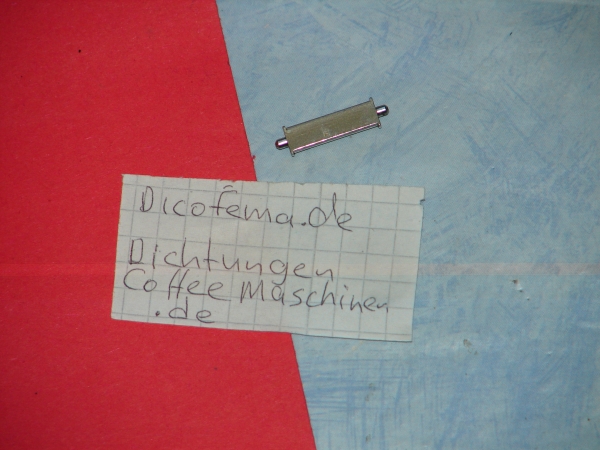 Dicofema.de
Dichtungen
Coffee Maschinen
.de